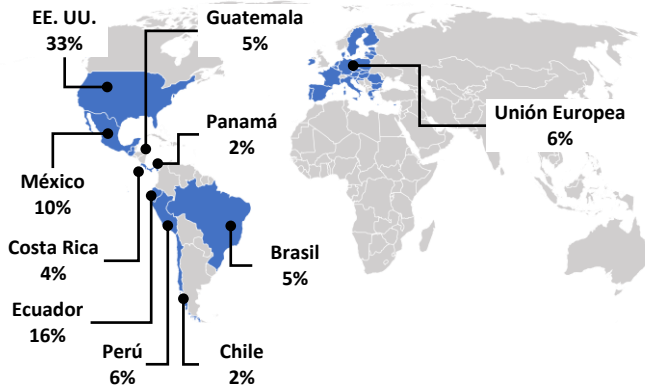 EE. UU.
33%
Guatemala
5%
Panamá
2%
Unión Europea
6%
México
10%
Costa Rica
4%
Brasil
5%
Ecuador
16%
Perú
6%
Chile
2%